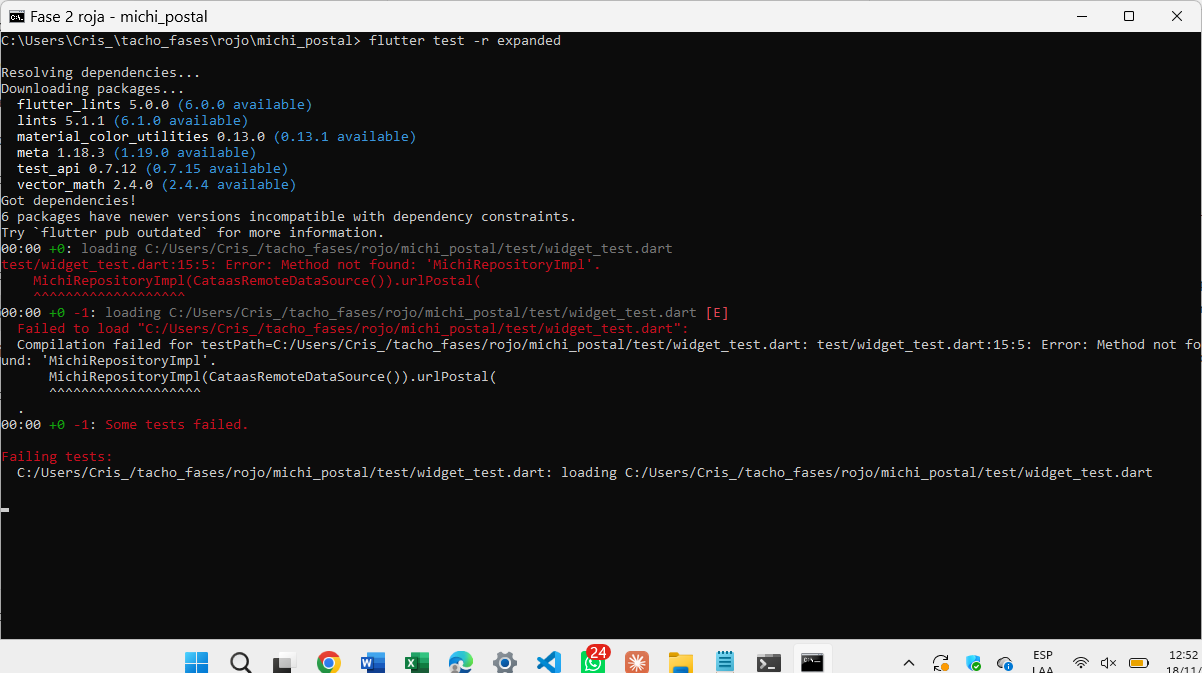 Fase 2 roja - michi_postal
C:\Users\Cris_\tacho_fases\rojo\michi_postal> flutter test -r expanded
Resolving dependencies...
Downloading packages...
  flutter_lints 5.0.0 (6.0.0 available)
  lints 5.1.1 (6.1.0 available)
  material_color_utilities 0.13.0 (0.13.1 available)
  meta 1.18.3 (1.19.0 available)
  test_api 0.7.12 (0.7.15 available)
  vector_math 2.4.0 (2.4.4 available)
Got dependencies!
6 packages have newer versions incompatible with dependency constraints.
Try `flutter pub outdated` for more information.
00:00 +0: loading C:/Users/Cris_/tacho_fases/rojo/michi_postal/test/widget_test.dart
test/widget_test.dart:15:5: Error: Method not found: 'MichiRepositoryImpl'.
    MichiRepositoryImpl(CataasRemoteDataSource()).urlPostal(
    ^^^^^^^^^^^^^^^^^^^
00:00 +0 -1: loading C:/Users/Cris_/tacho_fases/rojo/michi_postal/test/widget_test.dart [E]
  Failed to load "C:/Users/Cris_/tacho_fases/rojo/michi_postal/test/widget_test.dart":
  Compilation failed for testPath=C:/Users/Cris_/tacho_fases/rojo/michi_postal/test/widget_test.dart: test/widget_test.dart:15:5: Error: Method not fo
und: 'MichiRepositoryImpl'.
      MichiRepositoryImpl(CataasRemoteDataSource()).urlPostal(
      ^^^^^^^^^^^^^^^^^^^
  .
00:00 +0 -1: Some tests failed.
Failing tests:
  C:/Users/Cris_/tacho_fases/rojo/michi_postal/test/widget_test.dart: loading C:/Users/Cris_/tacho_fases/rojo/michi_postal/test/widget_test.dart
24
ESP
LAA
12:52
18/11/